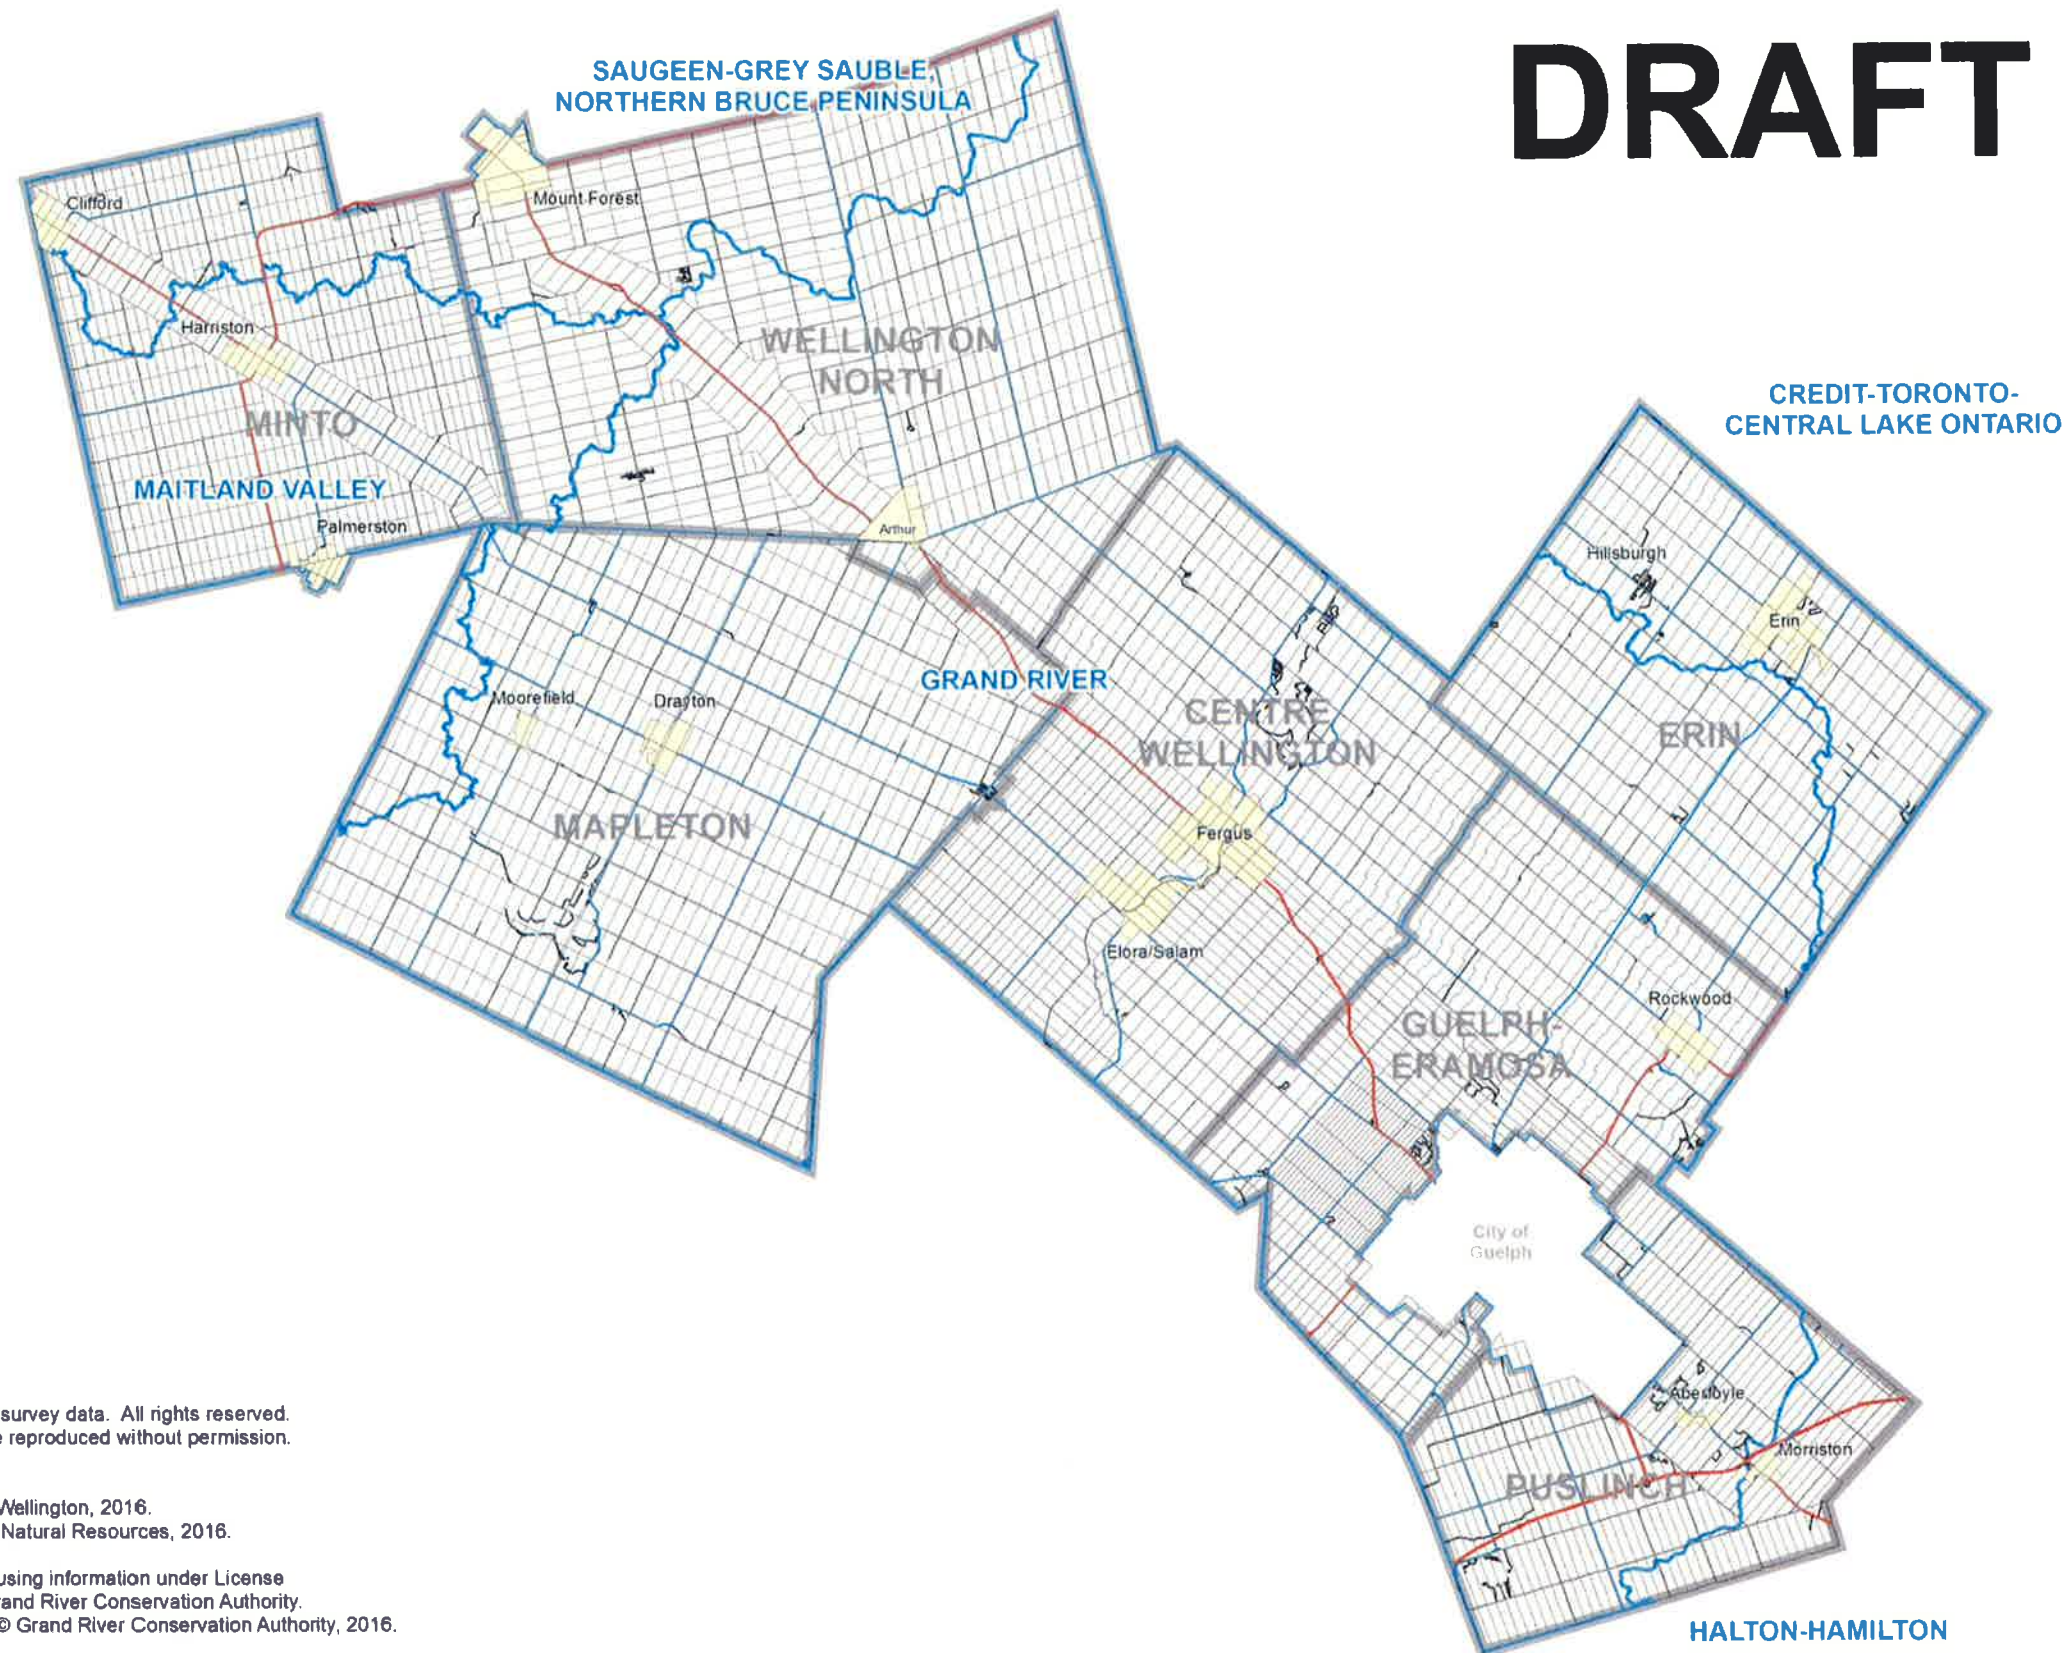 DRAFT
SAUGEEN-GREY SAUBLE,
NORTHERN BRUCE PENINSULA
Clifford
Mount Forest
Harriston
WELLINGTON
NORTH
MINTO
MAITLAND VALLEY
Palmerston
Arthur
CREDIT-TORONTO-
CENTRAL LAKE ONTARIO
Hillsburgh
Erin
ERIN
GRAND RIVER
Moorefield
Drayton
CENTRE
WELLINGTON
MAPLETON
Fergus
Elora/Salam
Rockwood
GUELPH-
ERAMOSA
City of
Guelph
Aberfoyle
Morriston
PUSLINCH
HALTON-HAMILTON
survey data. All rights reserved.
reproduced without permission.
Wellington, 2016.
Natural Resources, 2016.
using information under License
rand River Conservation Authority.
© Grand River Conservation Authority, 2016.